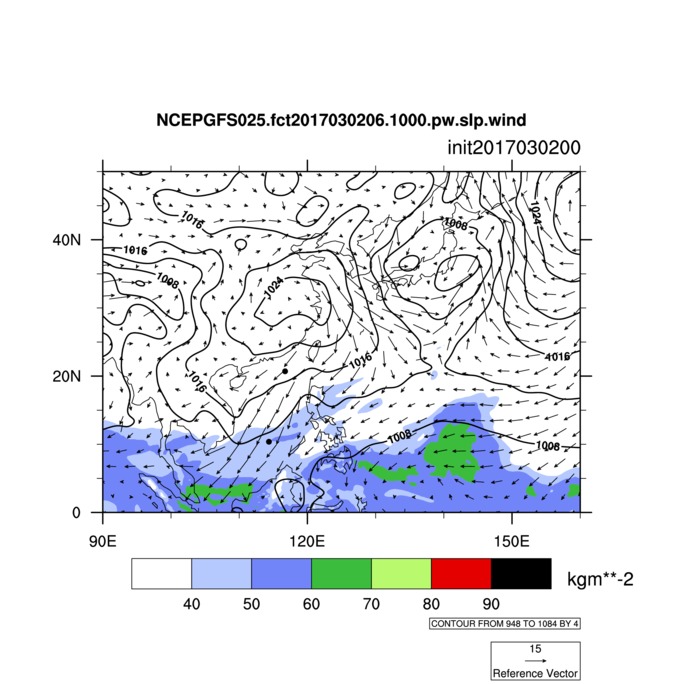 NCEPGFS025.fct2017030206.1000.pw.slp.wind
init2017030200
1016
1008
1024
40N
1016
1008
1024
1016
1016
20N
1016
1008
1008
0
90E 120E 150E
kgm**-2
40 50 60 70 80 90
CONTOUR FROM 948 TO 1084 BY 4
15
Reference Vector